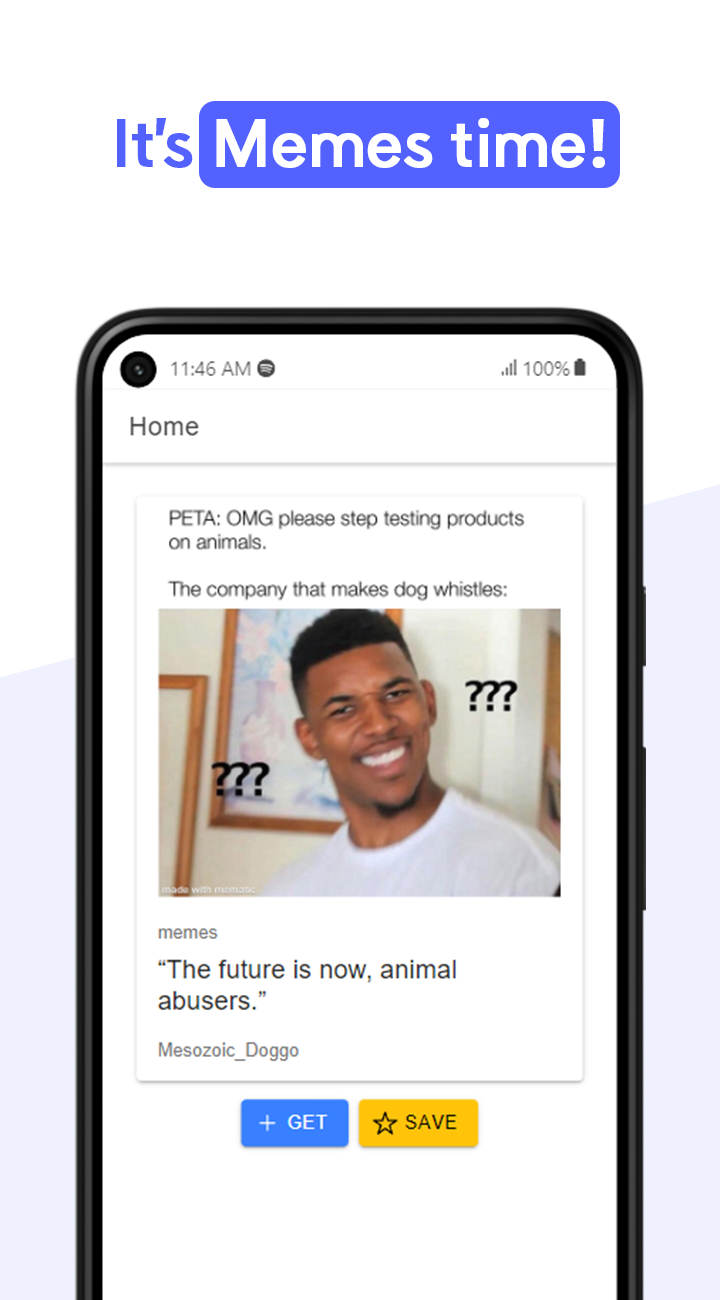 It's Memes time!
11:46 AM 100%
Home
PETA: OMG please step testing products
on animals.
The company that makes dog whistles:
???
???
made with mematic
memes
“The future is now, animal
abusers.”
Mesozoic_Doggo
+ GET SAVE